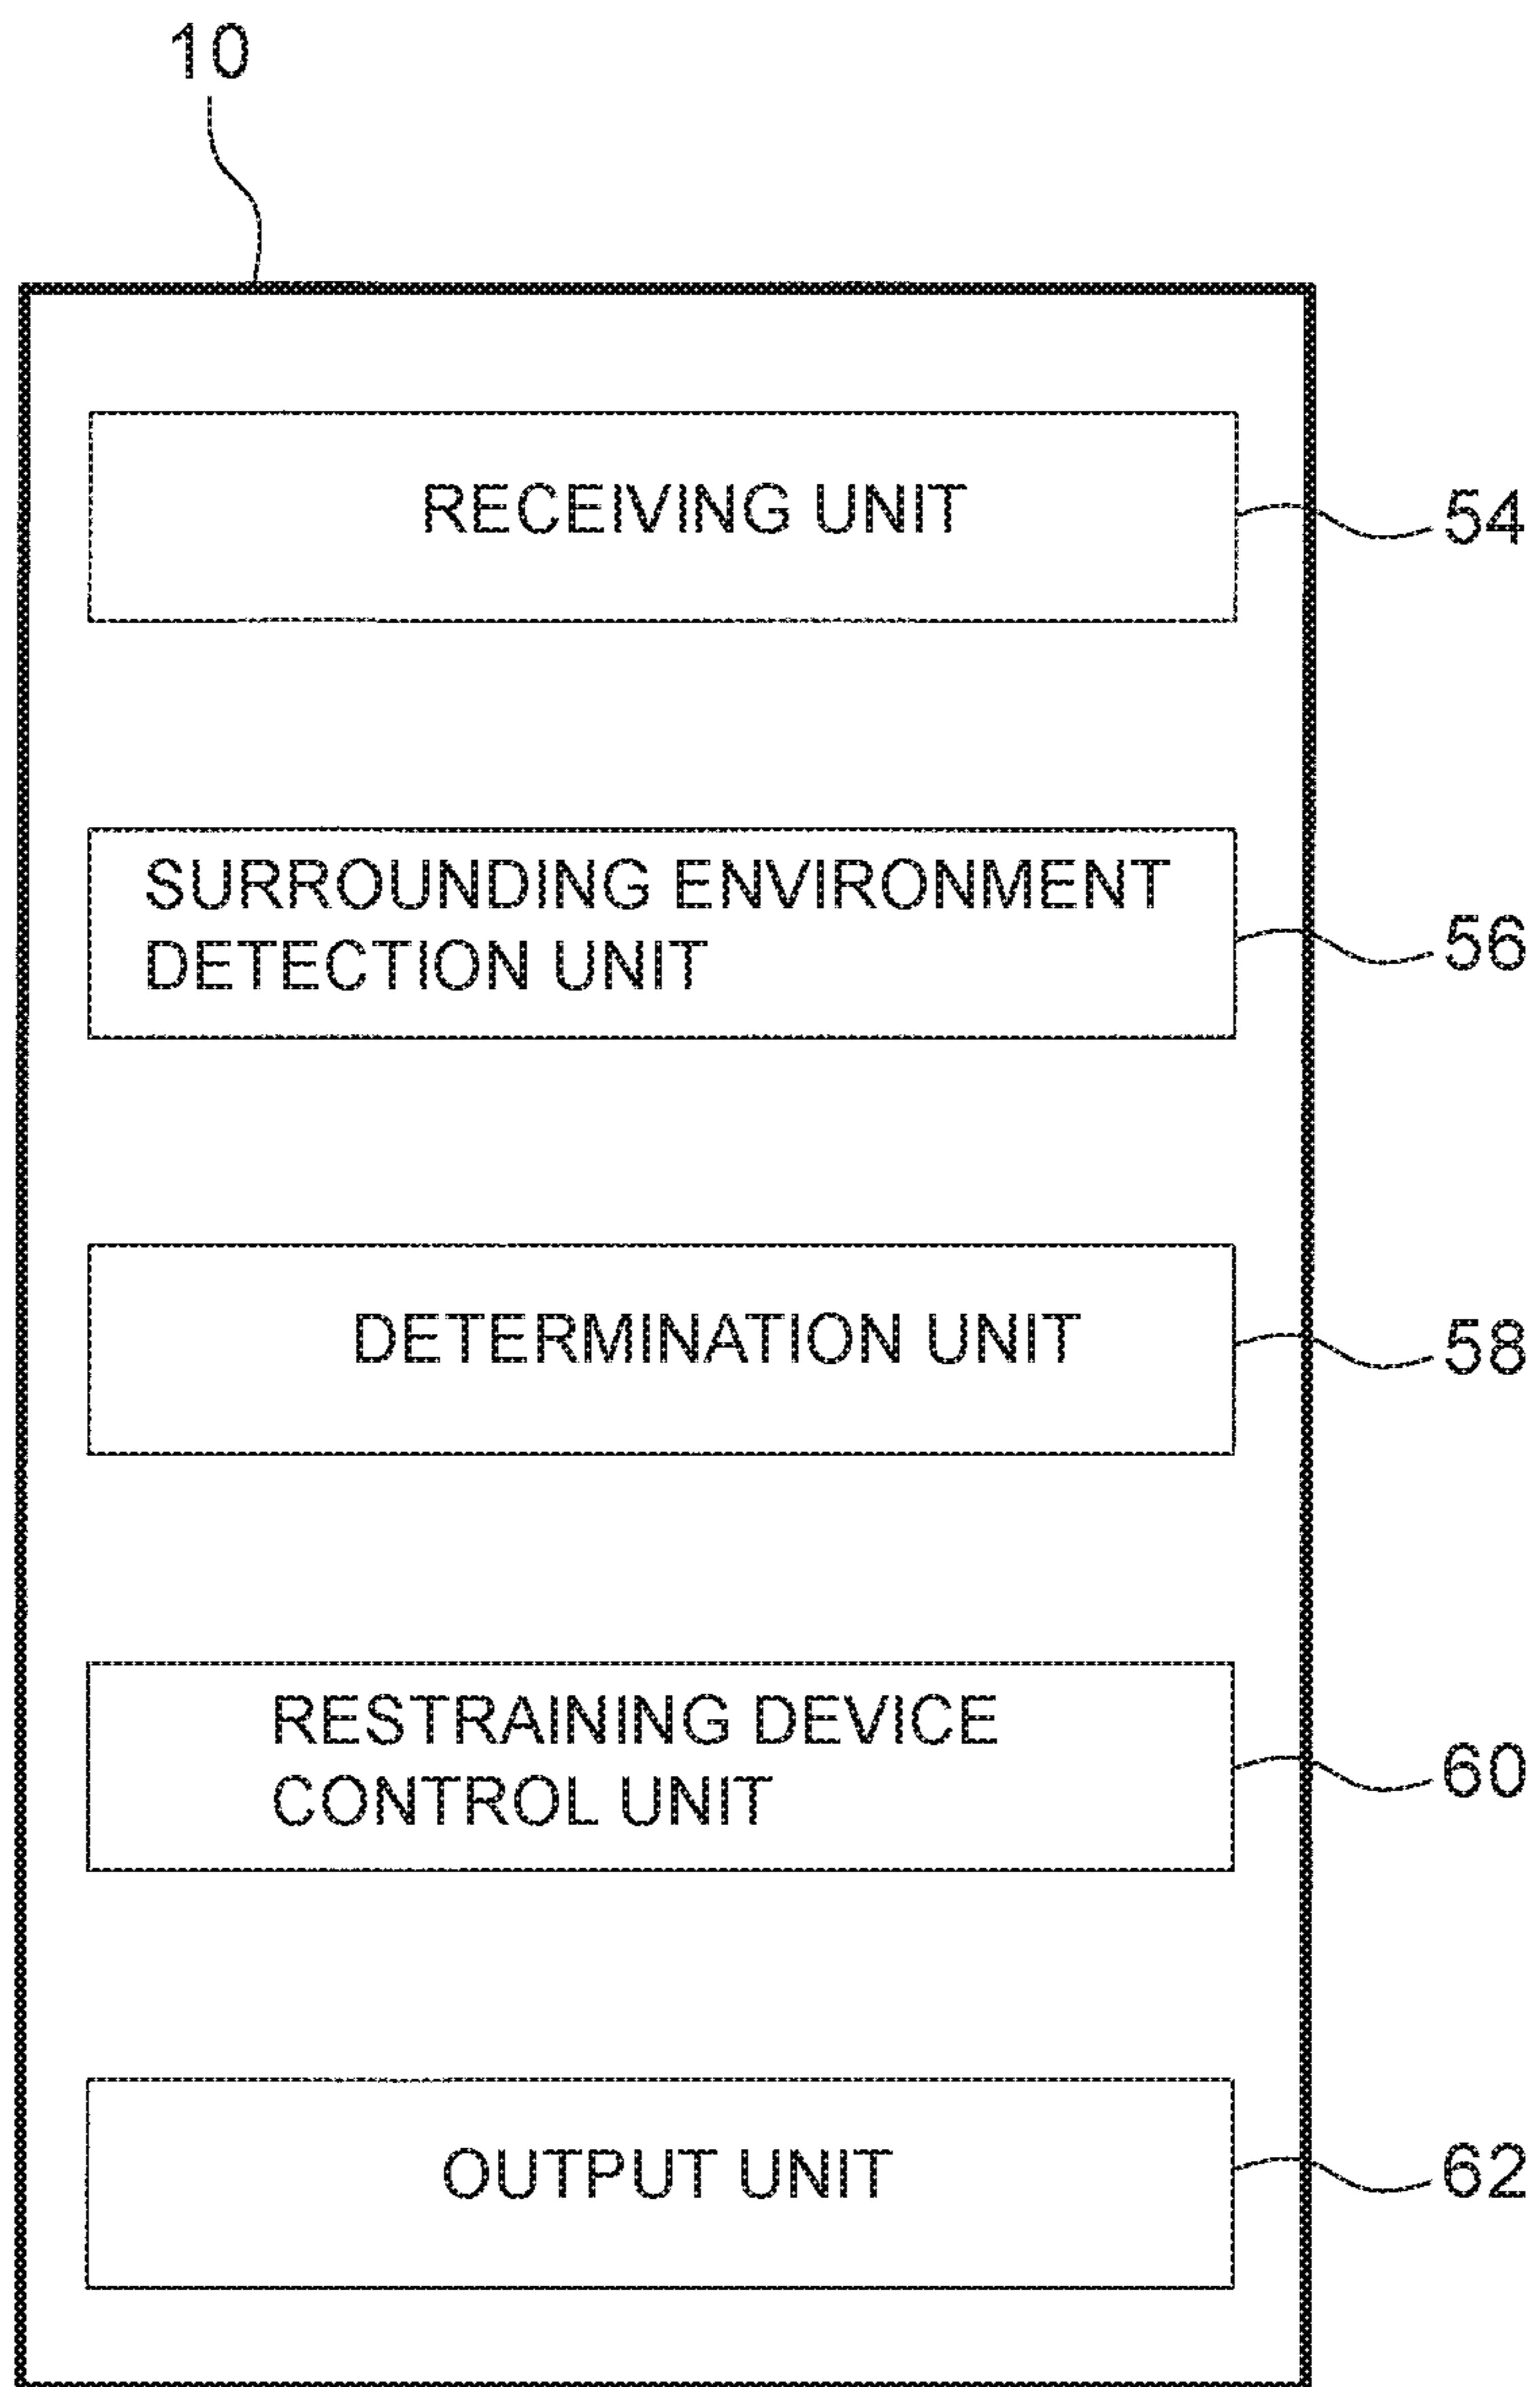 10
RECEIVING UNIT
54
SURROUNDING ENVIRONMENT
DETECTION UNIT
56
DETERMINATION UNIT
58
RESTRAINING DEVICE
CONTROL UNIT
60
OUTPUT UNIT
62